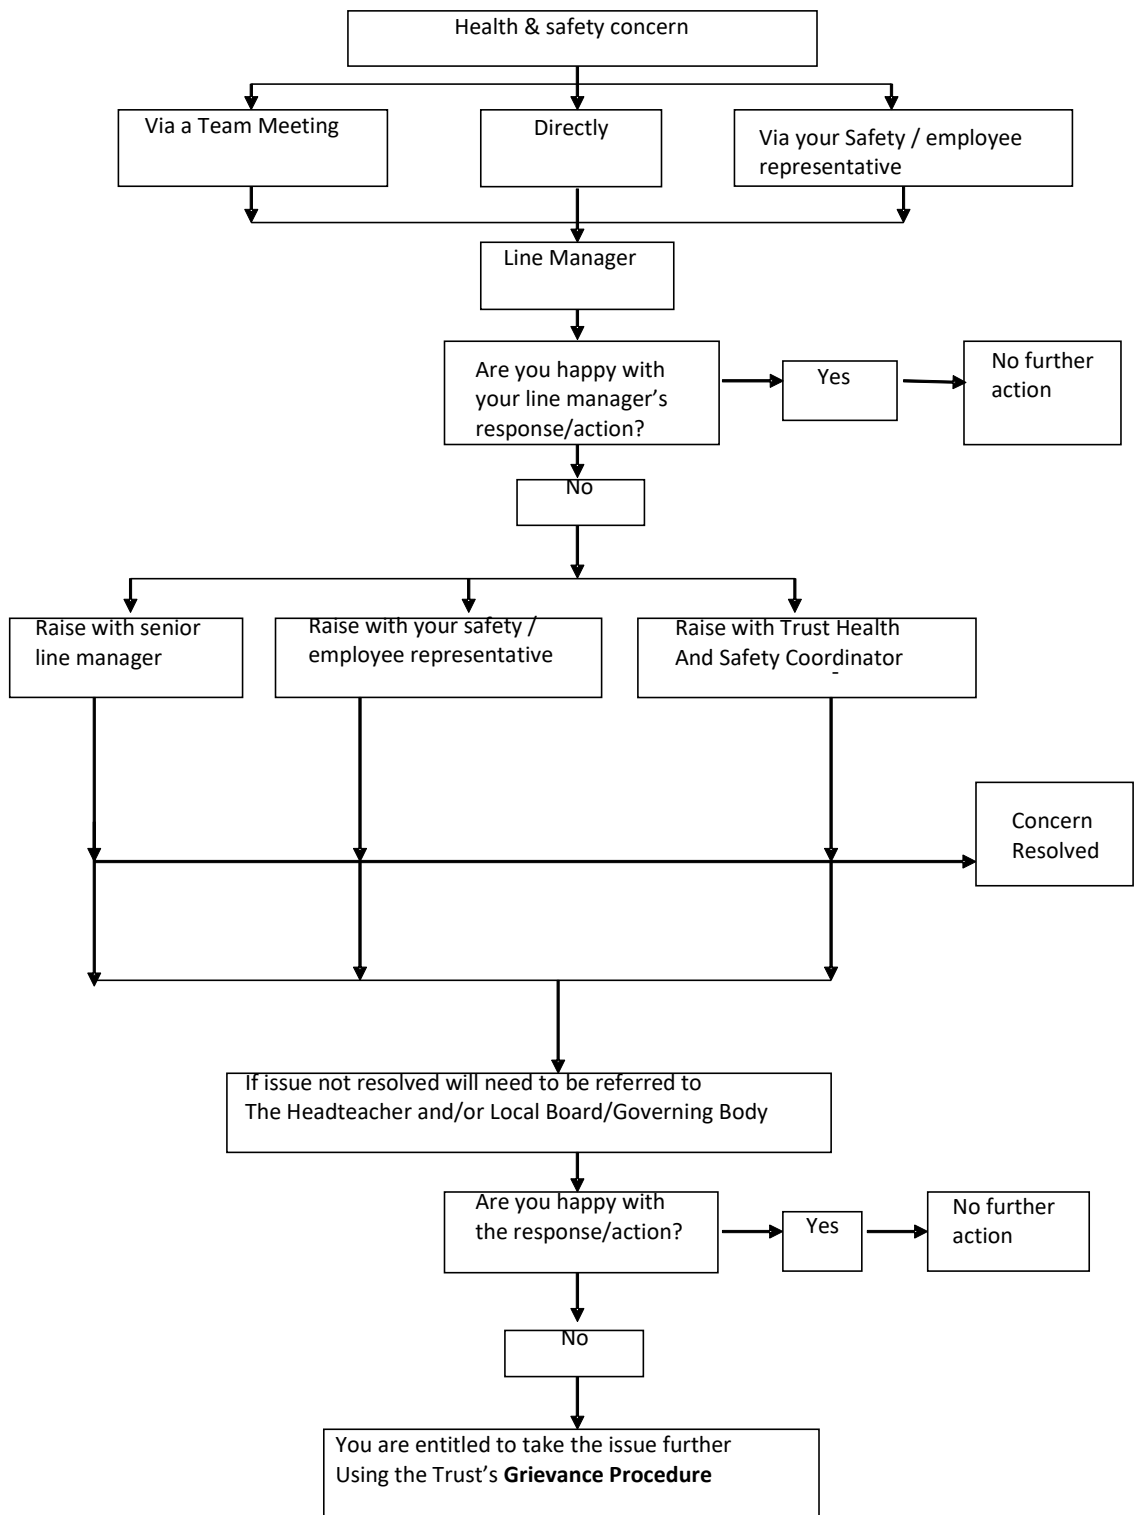 Health & safety concern
Via a Team Meeting
Directly
Via your Safety / employee
representative
Line Manager
Are you happy with
your line manager’s
response/action?
Yes
No further
action
No
Raise with senior
line manager
Raise with your safety /
employee representative
Raise with Trust Health
And Safety Coordinator
Concern
Resolved
If issue not resolved will need to be referred to
The Headteacher and/or Local Board/Governing Body
Are you happy with
the response/action?
Yes
No further
action
No
You are entitled to take the issue further
Using the Trust’s Grievance Procedure